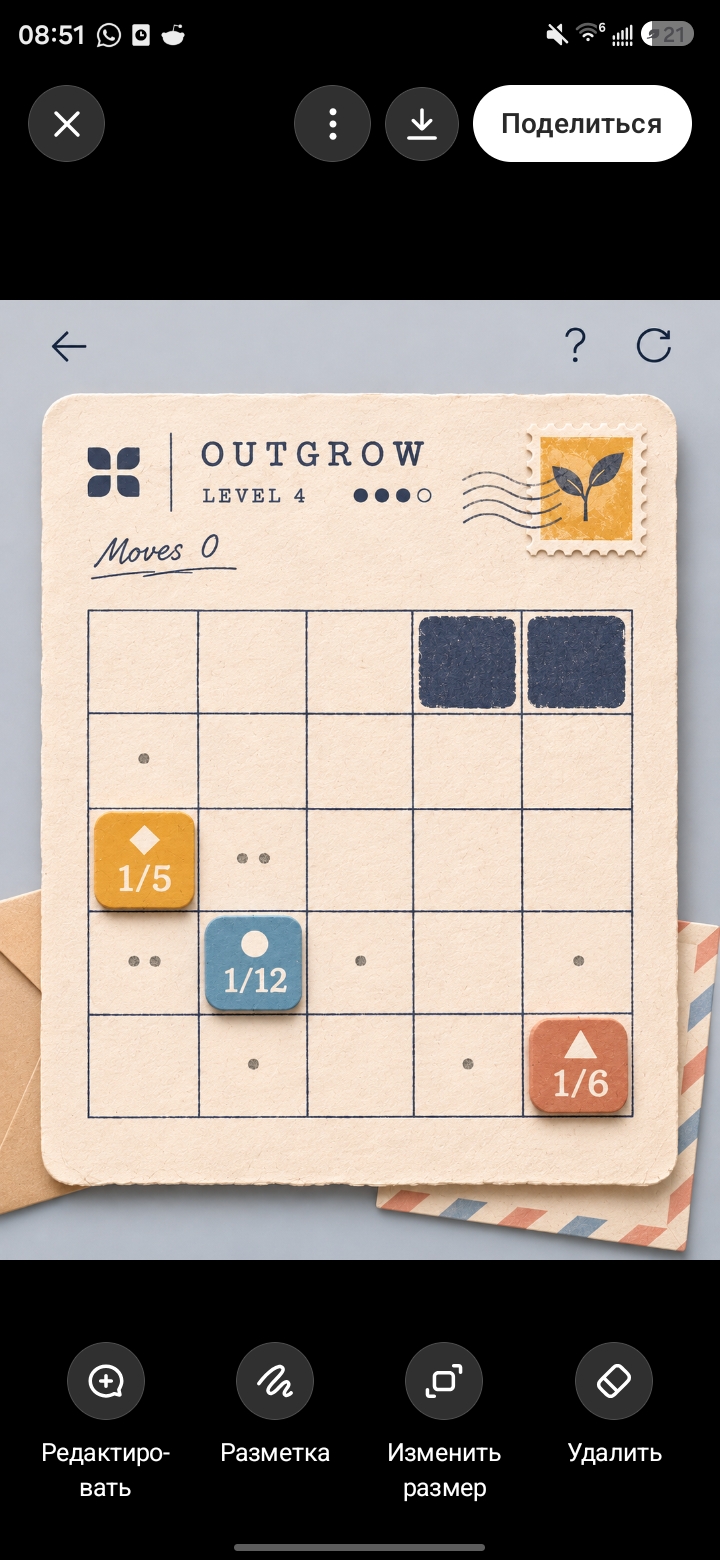 08:51
6
21
Поделиться
?
OUTGROW
LEVEL 4
Moves 0
1/5
1/12
1/6
Редактиро-
вать
Разметка
Изменить
размер
Удалить